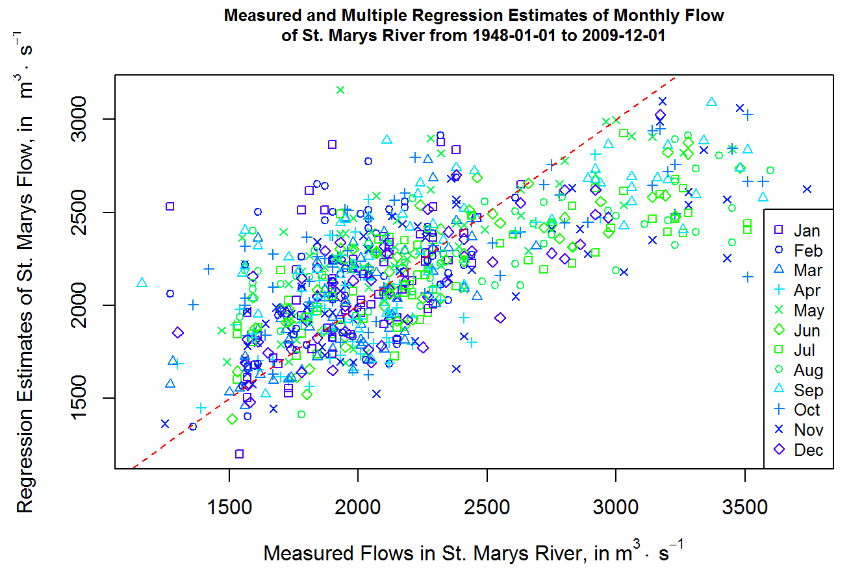 Measured and Multiple Regression Estimates of Monthly Flow
of St. Marys River from 1948-01-01 to 2009-12-01
Regression Estimates of St. Marys Flow, in m³ · s⁻¹
3000
2500
2000
1500
Jan
Feb
Mar
Apr
May
Jun
Jul
Aug
Sep
Oct
Nov
Dec
1500 2000 2500 3000 3500
Measured Flows in St. Marys River, in m³ · s⁻¹